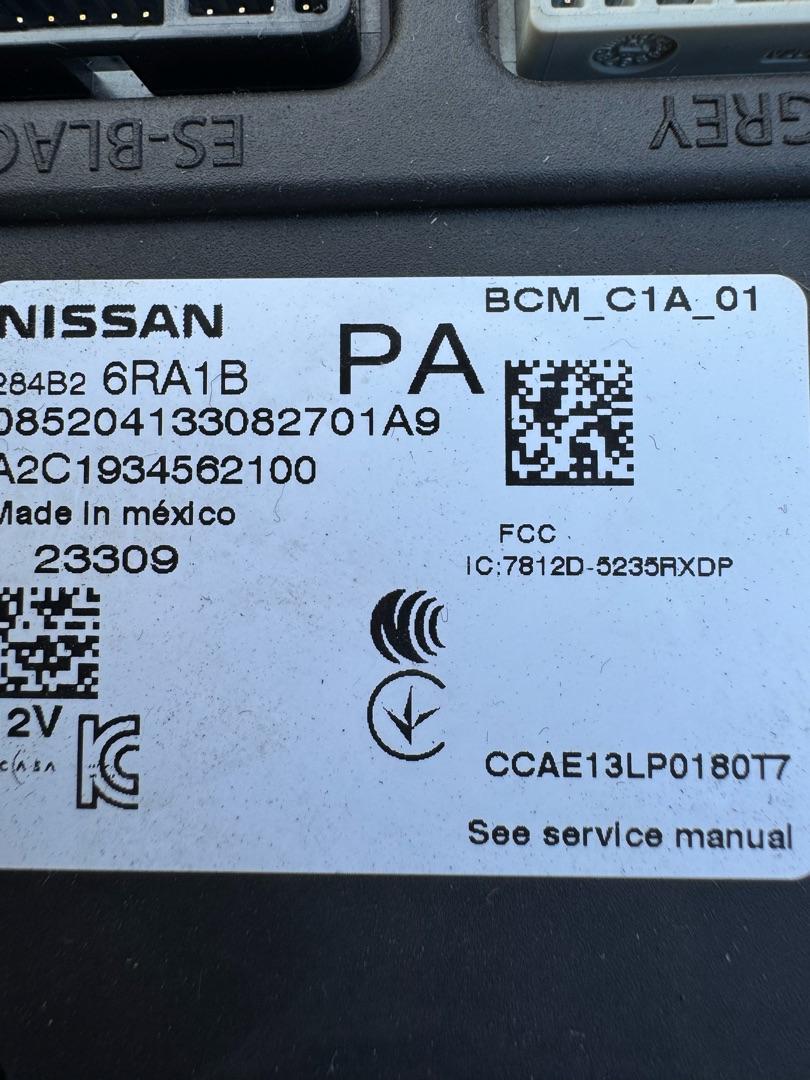 ES-BLAC
GREY
NISSAN
BCM_C1A_01
284B2 6RA1B
PA
085204133082701A9
A2C1934562100
Made in méxico
23309
FCC
IC:7812D-5235RXDP
2V
CASA
CCAE13LP0180T7
See service manual